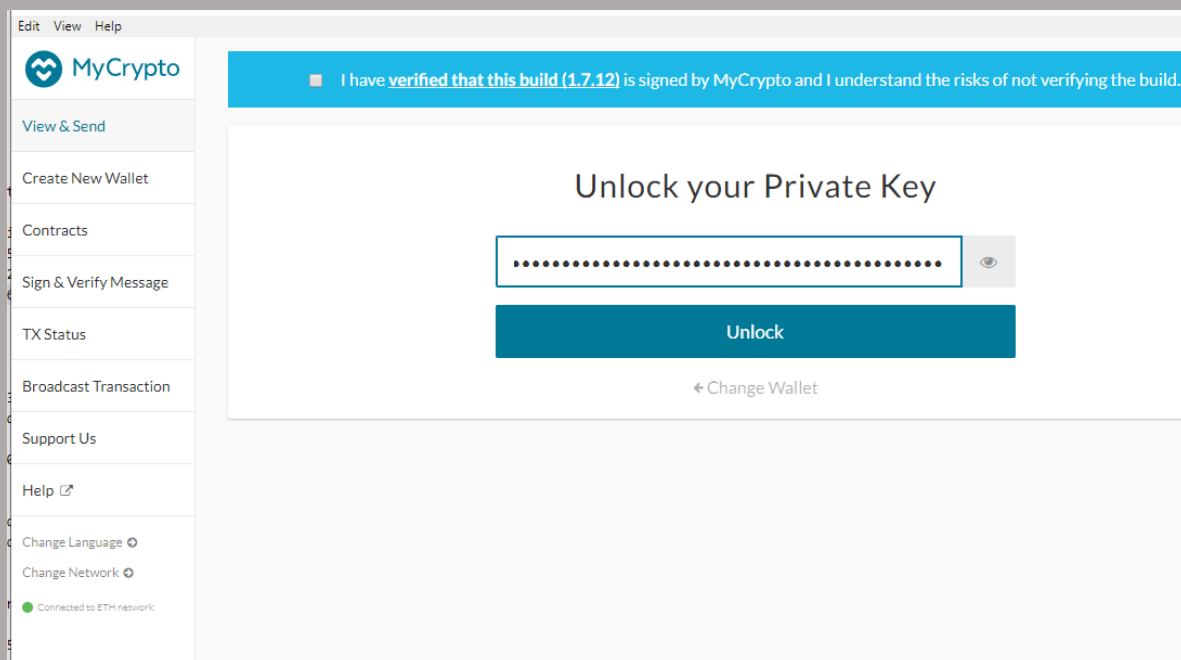 Edit View Help
MyCrypto
I have verified that this build (1.7.12) is signed by MyCrypto and I understand the risks of not verifying the build.
View & Send
Create New Wallet
Contracts
Sign & Verify Message
TX Status
Broadcast Transaction
Support Us
Help
Change Language
Change Network
Connected to ETH network
Unlock your Private Key
Unlock
Change Wallet